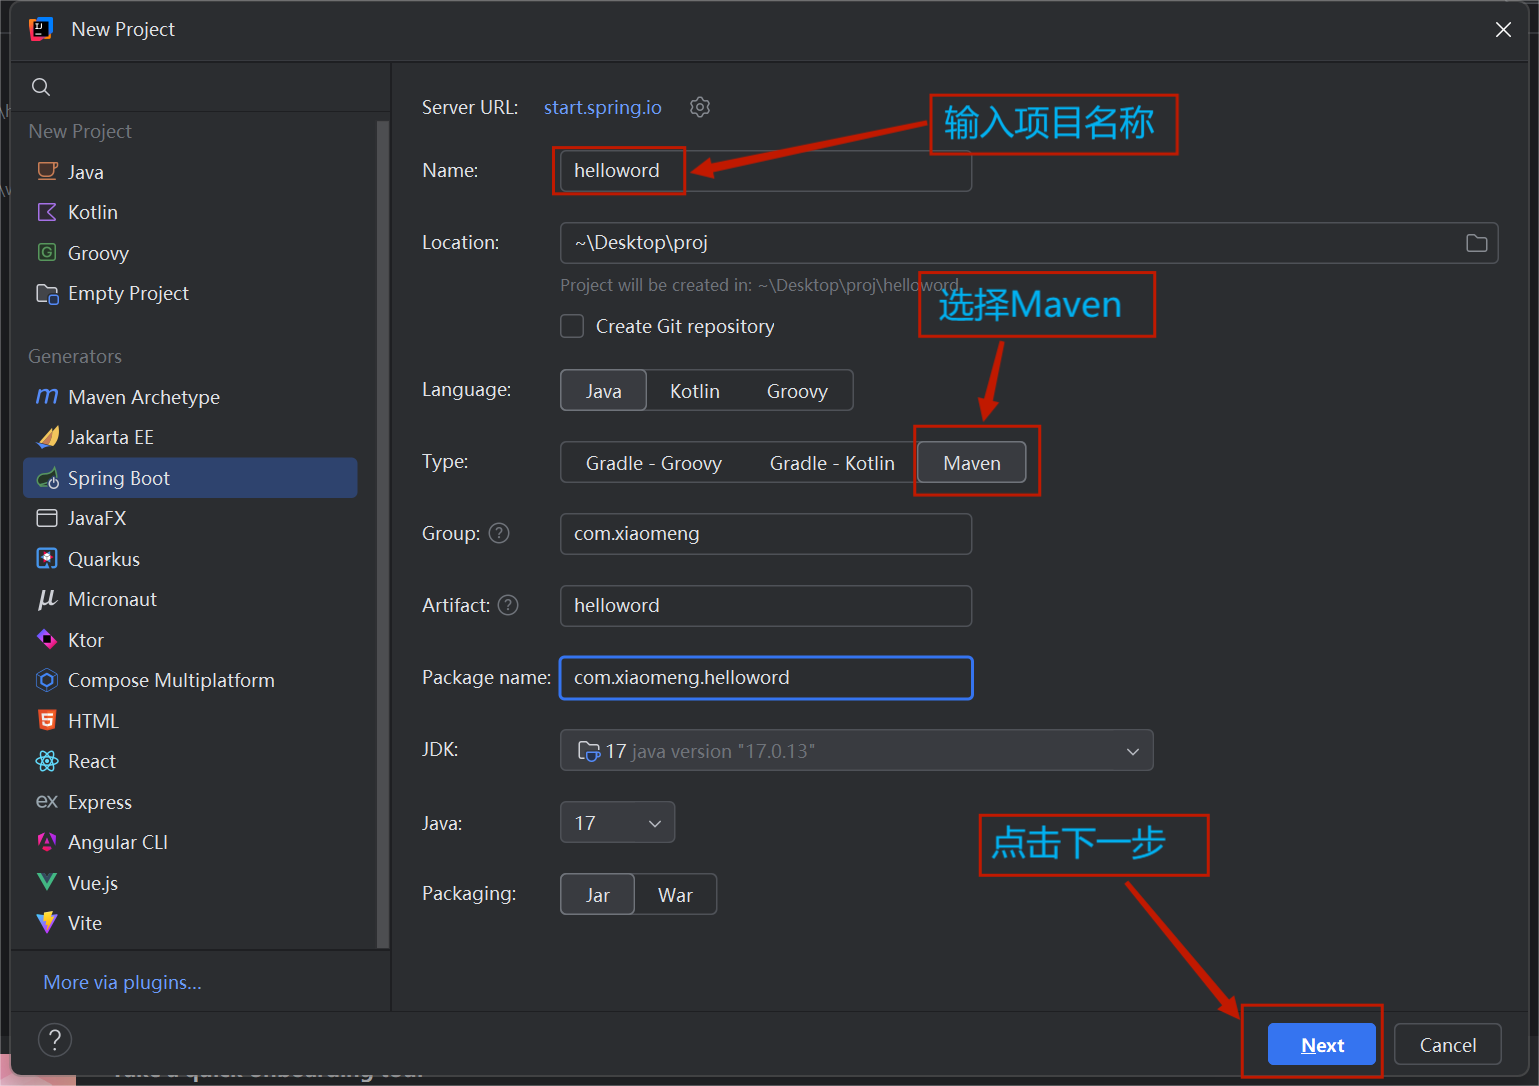 New Project
New Project
Java
Kotlin
Groovy
Empty Project
Generators
Maven Archetype
Jakarta EE
Spring Boot
JavaFX
Quarkus
Micronaut
Ktor
Compose Multiplatform
HTML
React
Express
Angular CLI
Vue.js
Vite
More via plugins...
Server URL: start.spring.io
输入项目名称
Name: helloword
Location: ~\Desktop\proj
Project will be created in: ~\Desktop\proj\helloword
选择Maven
Create Git repository
Language: Java Kotlin Groovy
Type: Gradle - Groovy Gradle - Kotlin Maven
Group: ? com.xiaomeng
Artifact: ? helloword
Package name: com.xiaomeng.helloword
JDK: 17 java version "17.0.13"
Java: 17
点击下一步
Packaging: Jar War
? Next Cancel